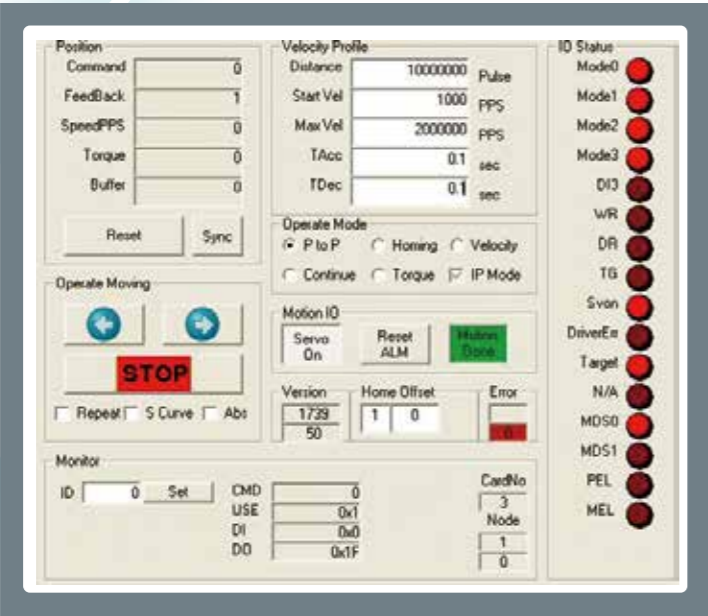 Position
Command 0
FeedBack 1
SpeedPPS 0
Torque 0
Buffer 0
Reset Sync
Operate Moving
STOP
Repeat S Curve Abs
Velocity Profile
Distance 10000000 Pulse
Start Vel 1000 PPS
Max Vel 2000000 PPS
TAcc 0.1 sec
TDec 0.1 sec
Operate Mode
P to P Homing Velocity
Continue Torque IP Mode
Motion IO
Servo On
Reset ALM
Motion Done
Version
1739
50
Home Offset
1 0
Error
0
Monitor
ID 0 Set
CMD 0
USE 0x1
DI 0x0
DO 0x1F
CardNo
3
Node
1
0
IO Status
Mode0
Mode1
Mode2
Mode3
DI3
WR
DR
TG
Svon
DriverErr
Target
N/A
MDS0
MDS1
PEL
MEL